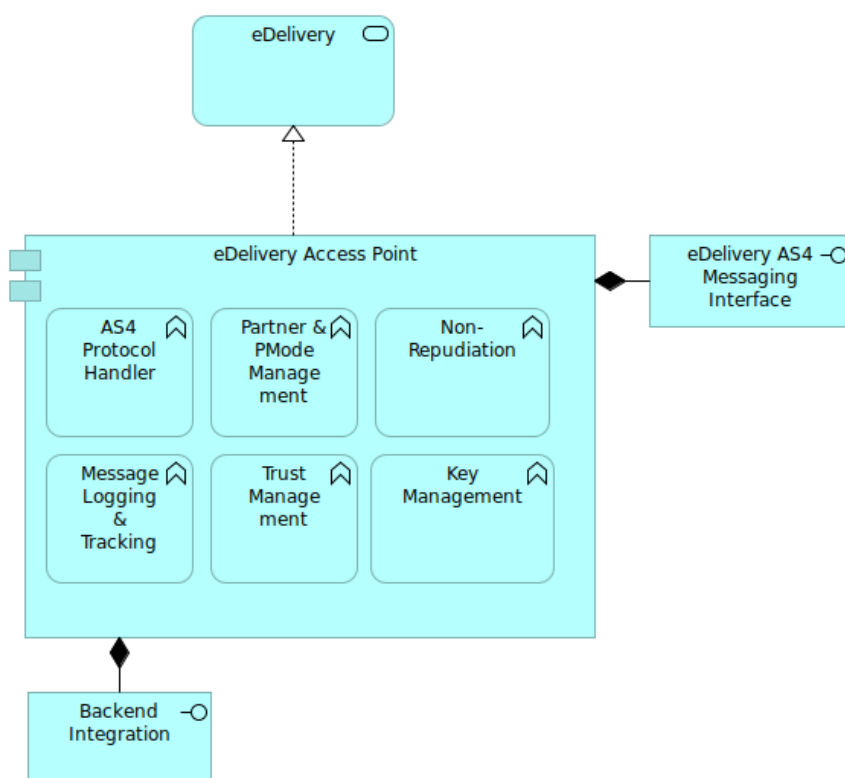 eDelivery
eDelivery Access Point
eDelivery AS4
Messaging
Interface
AS4
Protocol
Handler
Partner &
PMode
Manage
ment
Non-
Repudiation
Message
Logging
&
Tracking
Trust
Manage
ment
Key
Management
Backend
Integration